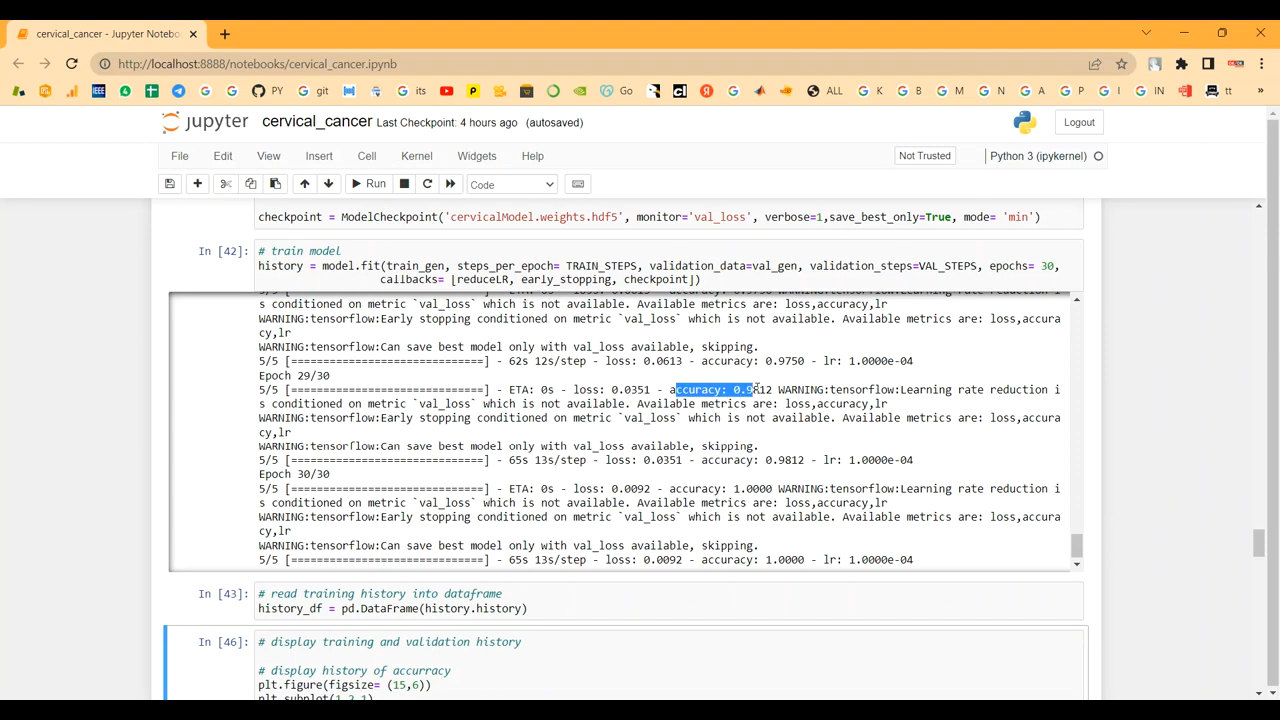 cervical_cancer - Jupyter Notebo
http://localhost:8888/notebooks/cervical_cancer.ipynb
IEEE PY git its Go ALL K B M N A P I IN tt »
jupyter cervical_cancer Last Checkpoint: 4 hours ago (autosaved) Logout
File Edit View Insert Cell Kernel Widgets Help Not Trusted Python 3 (ipykernel)
Run Code
checkpoint = ModelCheckpoint('cervicalModel.weights.hdf5', monitor='val_loss', verbose=1,save_best_only=True, mode= 'min')
In [42]: # train model
history = model.fit(train_gen, steps_per_epoch= TRAIN_STEPS, validation_data=val_gen, validation_steps=VAL_STEPS, epochs= 30,
callbacks= [reduceLR, early_stopping, checkpoint])
s conditioned on metric `val_loss` which is not available. Available metrics are: loss,accuracy,lr
WARNING:tensorflow:Early stopping conditioned on metric `val_loss` which is not available. Available metrics are: loss,accura
cy,lr
WARNING:tensorflow:Can save best model only with val_loss available, skipping.
5/5 [==============================] - 62s 12s/step - loss: 0.0613 - accuracy: 0.9750 - lr: 1.0000e-04
Epoch 29/30
5/5 [==============================] - ETA: 0s - loss: 0.0351 - accuracy: 0.9812 WARNING:tensorflow:Learning rate reduction i
s conditioned on metric `val_loss` which is not available. Available metrics are: loss,accuracy,lr
WARNING:tensorflow:Early stopping conditioned on metric `val_loss` which is not available. Available metrics are: loss,accura
cy,lr
WARNING:tensorflow:Can save best model only with val_loss available, skipping.
5/5 [==============================] - 65s 13s/step - loss: 0.0351 - accuracy: 0.9812 - lr: 1.0000e-04
Epoch 30/30
5/5 [==============================] - ETA: 0s - loss: 0.0092 - accuracy: 1.0000 WARNING:tensorflow:Learning rate reduction i
s conditioned on metric `val_loss` which is not available. Available metrics are: loss,accuracy,lr
WARNING:tensorflow:Early stopping conditioned on metric `val_loss` which is not available. Available metrics are: loss,accura
cy,lr
WARNING:tensorflow:Can save best model only with val_loss available, skipping.
5/5 [==============================] - 65s 13s/step - loss: 0.0092 - accuracy: 1.0000 - lr: 1.0000e-04
In [43]: # read training history into dataframe
history_df = pd.DataFrame(history.history)
In [46]: # display training and validation history
# display history of accurracy
plt.figure(figsize= (15,6))